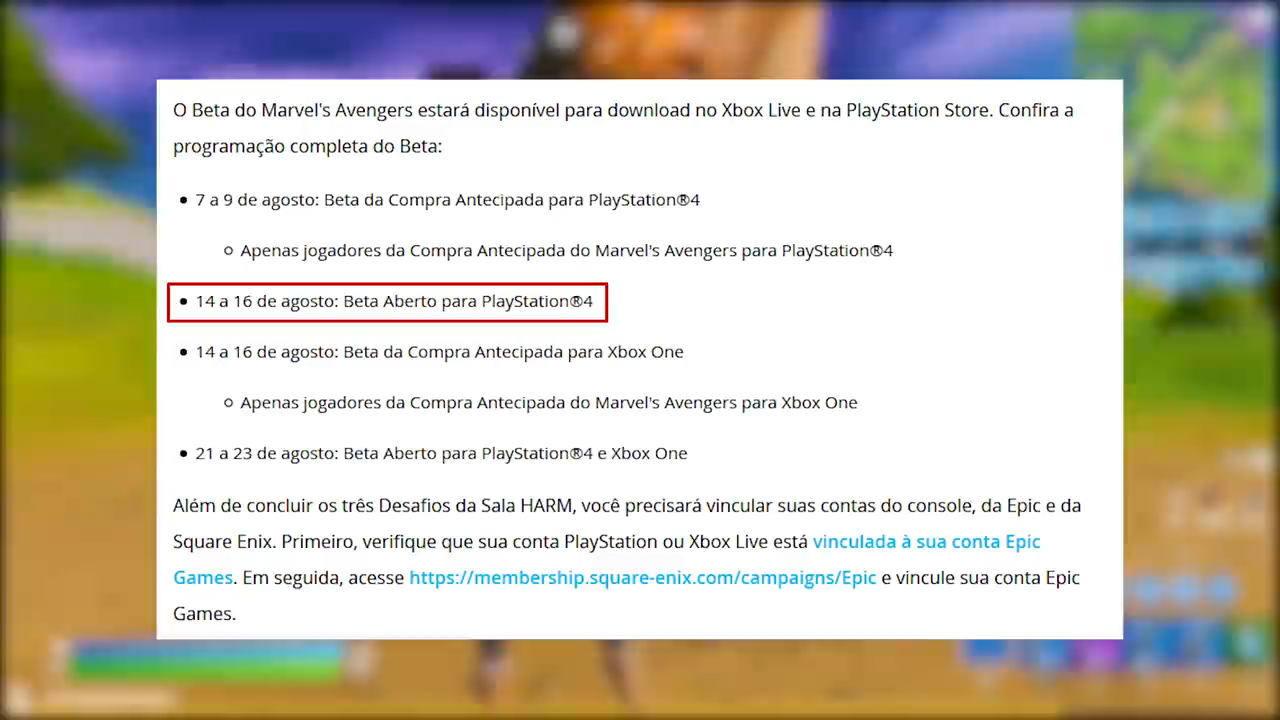 O Beta do Marvel's Avengers estará disponível para download no Xbox Live e na PlayStation Store. Confira a
programação completa do Beta:
• 7 a 9 de agosto: Beta da Compra Antecipada para PlayStation®4
○ Apenas jogadores da Compra Antecipada do Marvel's Avengers para PlayStation®4
• 14 a 16 de agosto: Beta Aberto para PlayStation®4
• 14 a 16 de agosto: Beta da Compra Antecipada para Xbox One
○ Apenas jogadores da Compra Antecipada do Marvel's Avengers para Xbox One
• 21 a 23 de agosto: Beta Aberto para PlayStation®4 e Xbox One
Além de concluir os três Desafios da Sala HARM, você precisará vincular suas contas do console, da Epic e da
Square Enix. Primeiro, verifique que sua conta PlayStation ou Xbox Live está vinculada à sua conta Epic
Games. Em seguida, acesse https://membership.square-enix.com/campaigns/Epic e vincule sua conta Epic
Games.